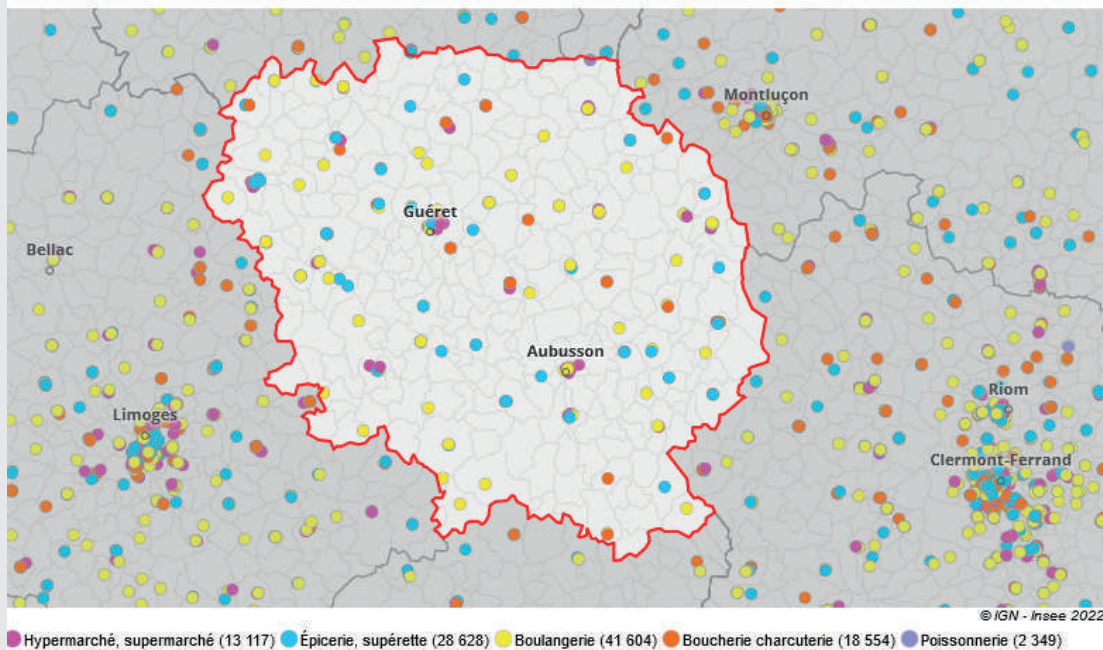 Montluçon
Guéret
Bellac
Aubusson
Riom
Limoges
Clermont-Ferrand
© IGN - Insee 2022
Hypermarché, supermarché (13 117) Épicerie, supérette (28 628) Boulangerie (41 604) Boucherie charcuterie (18 554) Poissonnerie (2 349)